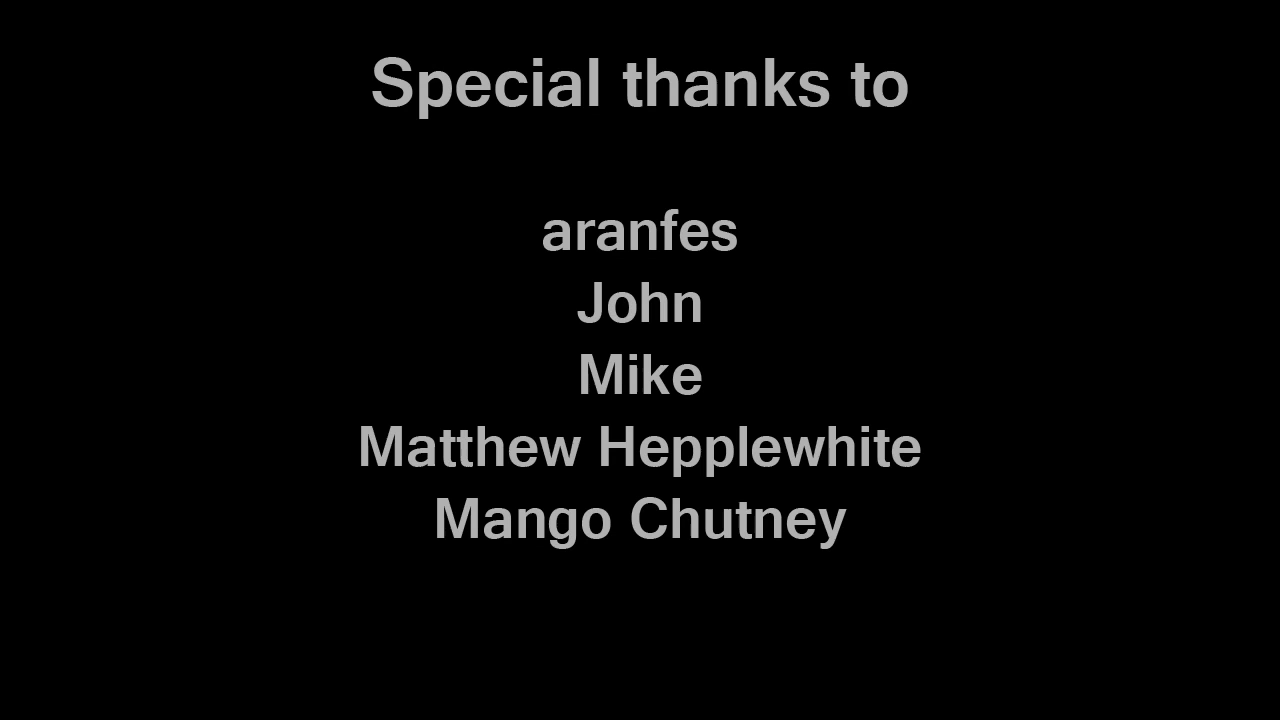 Special thanks to
aranfes
John
Mike
Matthew Hepplewhite
Mango Chutney